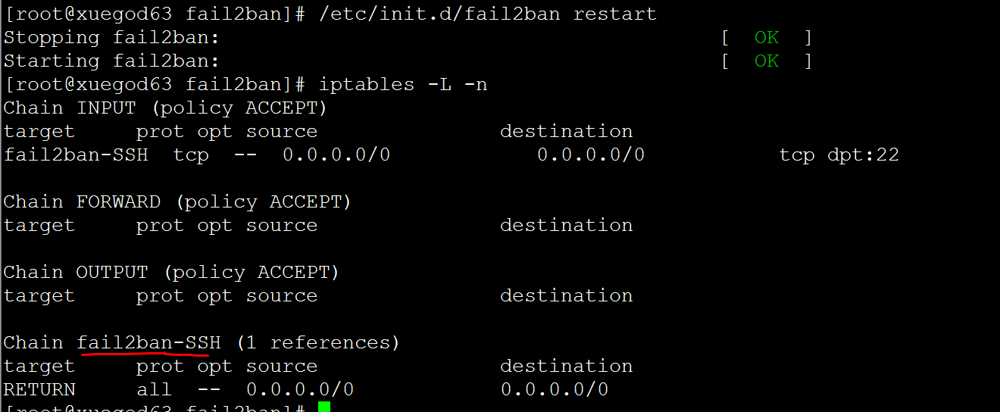 [root@xuegod63 fail2ban]# /etc/init.d/fail2ban restart
Stopping fail2ban: [ OK ]
Starting fail2ban: [ OK ]
[root@xuegod63 fail2ban]# iptables -L -n
Chain INPUT (policy ACCEPT)
target prot opt source destination
fail2ban-SSH tcp -- 0.0.0.0/0 0.0.0.0/0 tcp dpt:22
Chain FORWARD (policy ACCEPT)
target prot opt source destination
Chain OUTPUT (policy ACCEPT)
target prot opt source destination
Chain fail2ban-SSH (1 references)
target prot opt source destination
RETURN all -- 0.0.0.0/0 0.0.0.0/0
[root@xuegod63 fail2ban]#